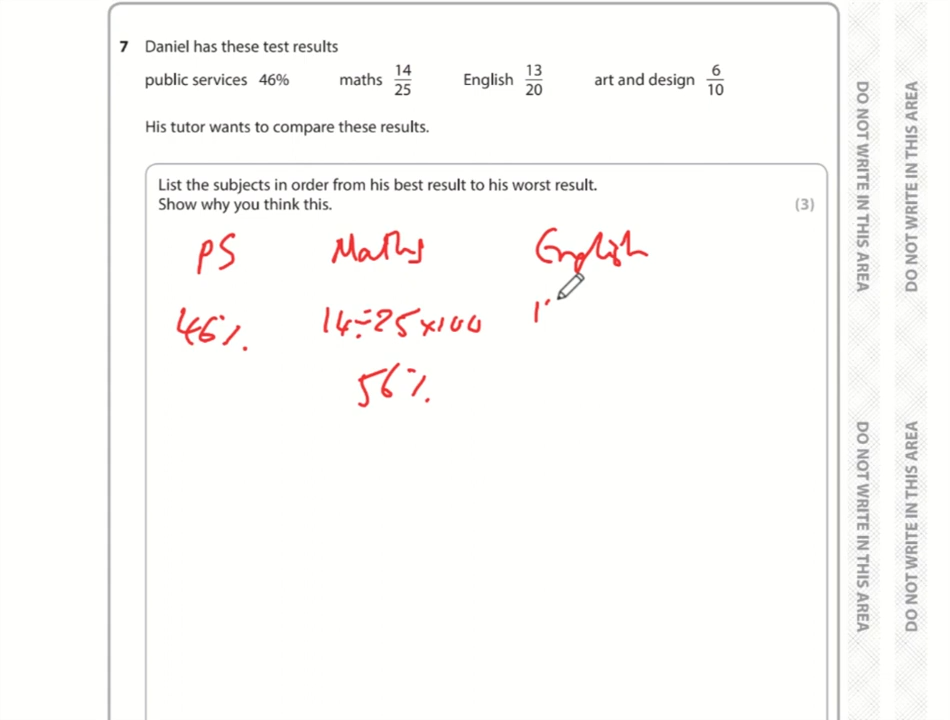 7 Daniel has these test results
public services 46% maths 14/25 English 13/20 art and design 6/10
His tutor wants to compare these results.
List the subjects in order from his best result to his worst result.
Show why you think this.
(3)
PS Maths English
46% 14÷25×100 1
56%
DO NOT WRITE IN THIS AREA
DO NOT WRITE IN THIS AREA
DO NOT WRITE IN THIS AREA
DO NOT WRITE IN THIS AREA